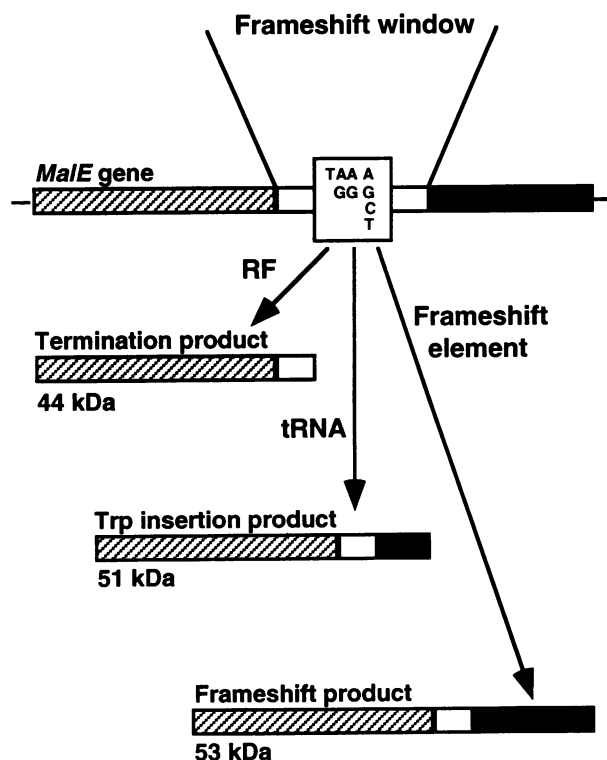 Frameshift window
MalE gene
TAA A
GG G
C
T
RF
Frameshift
element
Termination product
44 kDa
tRNA
Trp insertion product
51 kDa
Frameshift product
53 kDa